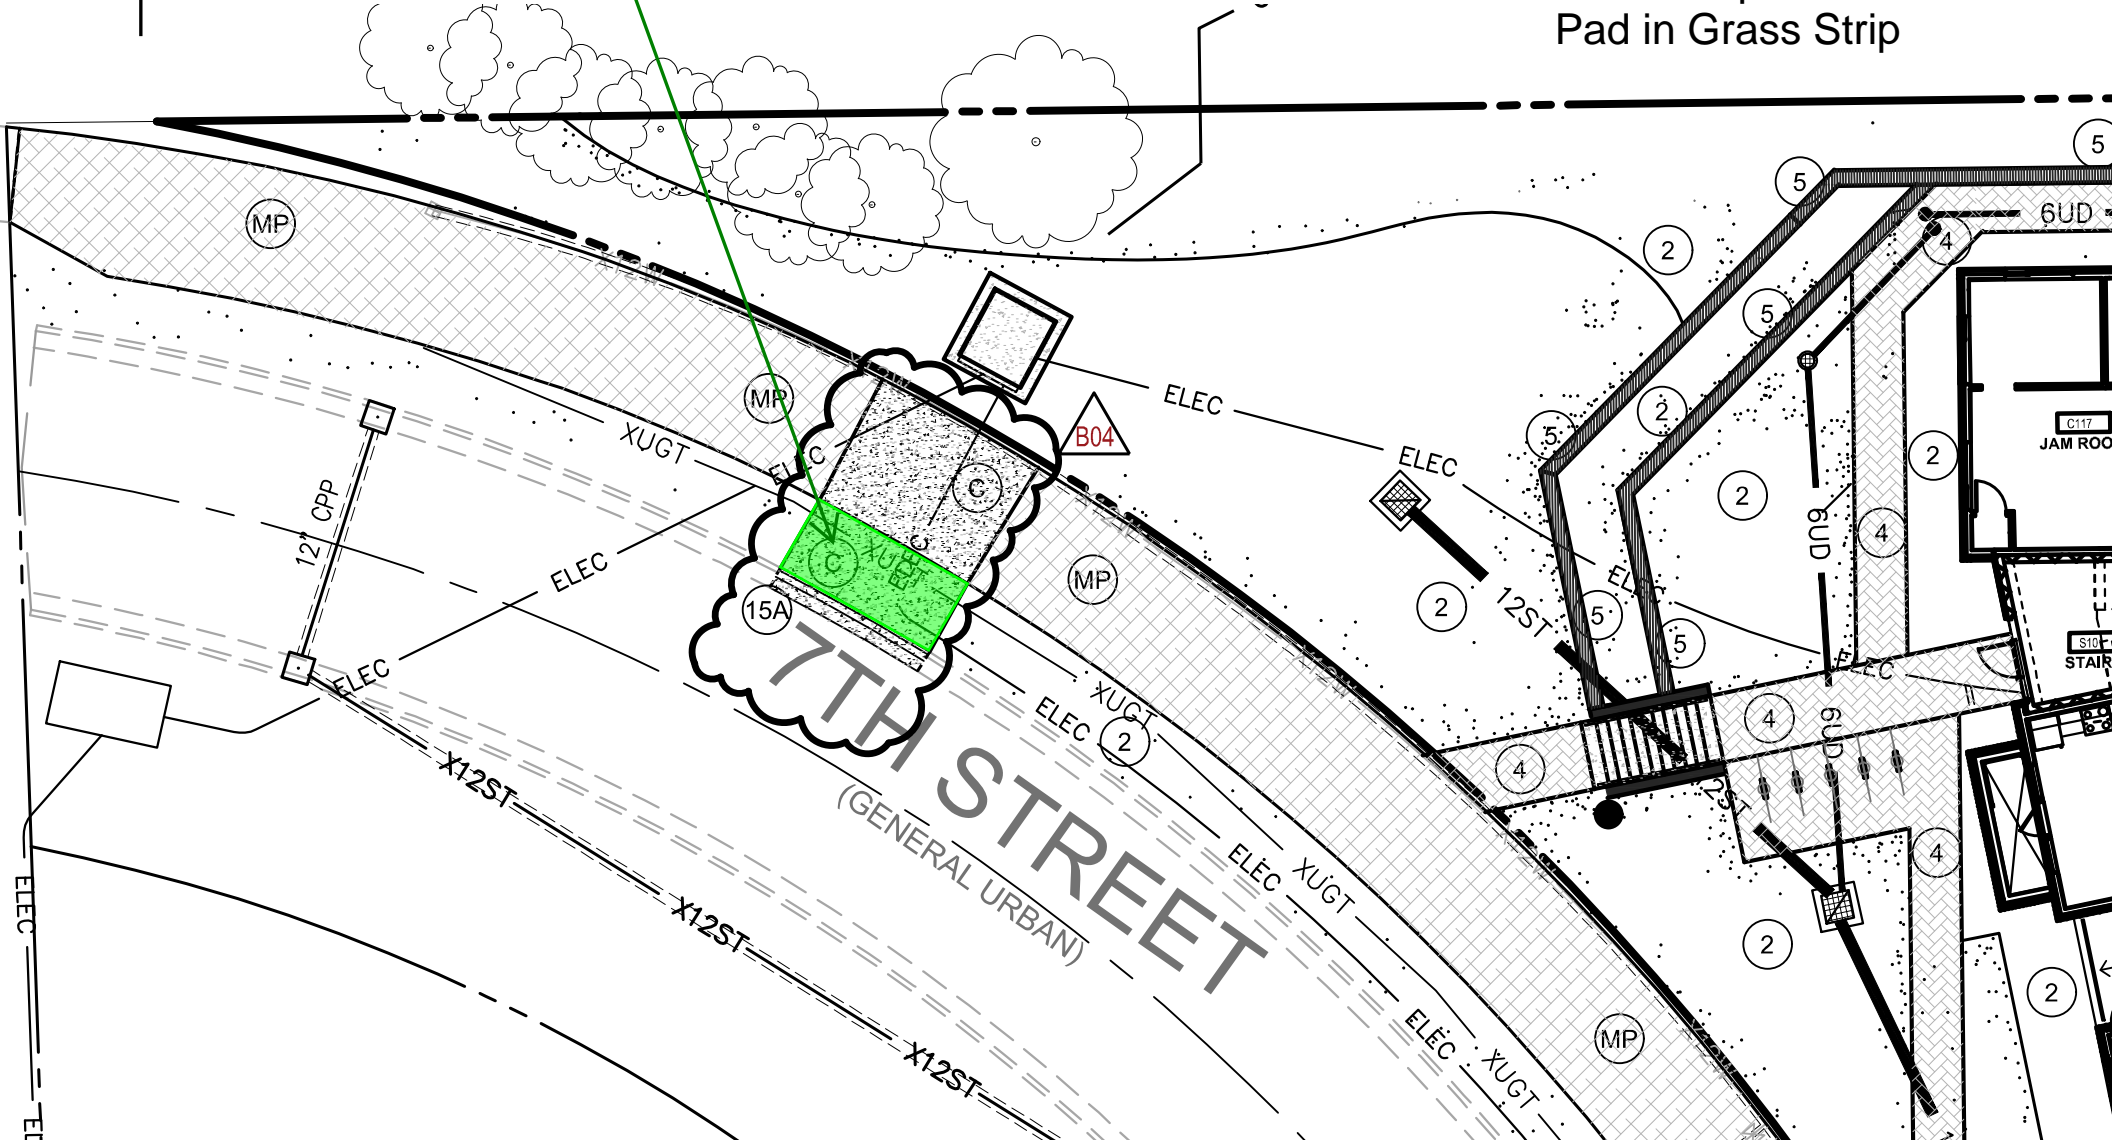 Pad in Grass Strip
5
5
MP
6UD
4
2
5
ELEC
MP
B04
2
5
C117
JAM ROO
XUGT
ELEC
ELEC
2
C
2
12" CPP
6UD
4
ELEC
C
XUGT
ELEC
MP
ELEC
15A
2
12ST
5
5
S10
STAIR
ELEC
ELEC
7TH STREET
(GENERAL URBAN)
XUGT
ELEC
2
4
4
6UD
X12ST
12ST
4
ELEC
XUGT
ELEC
X12ST
2
2
ELEC
XUGT
MP
X12ST